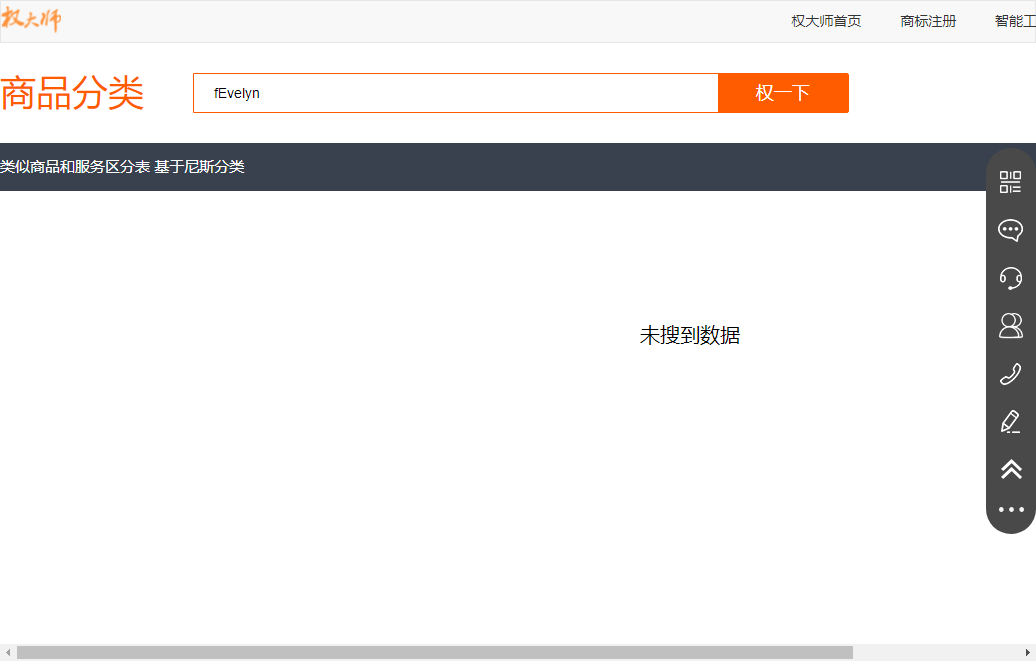 权大师
权大师首页 商标注册 智能工
商品分类
fEvelyn
权一下
类似商品和服务区分表 基于尼斯分类
未搜到数据